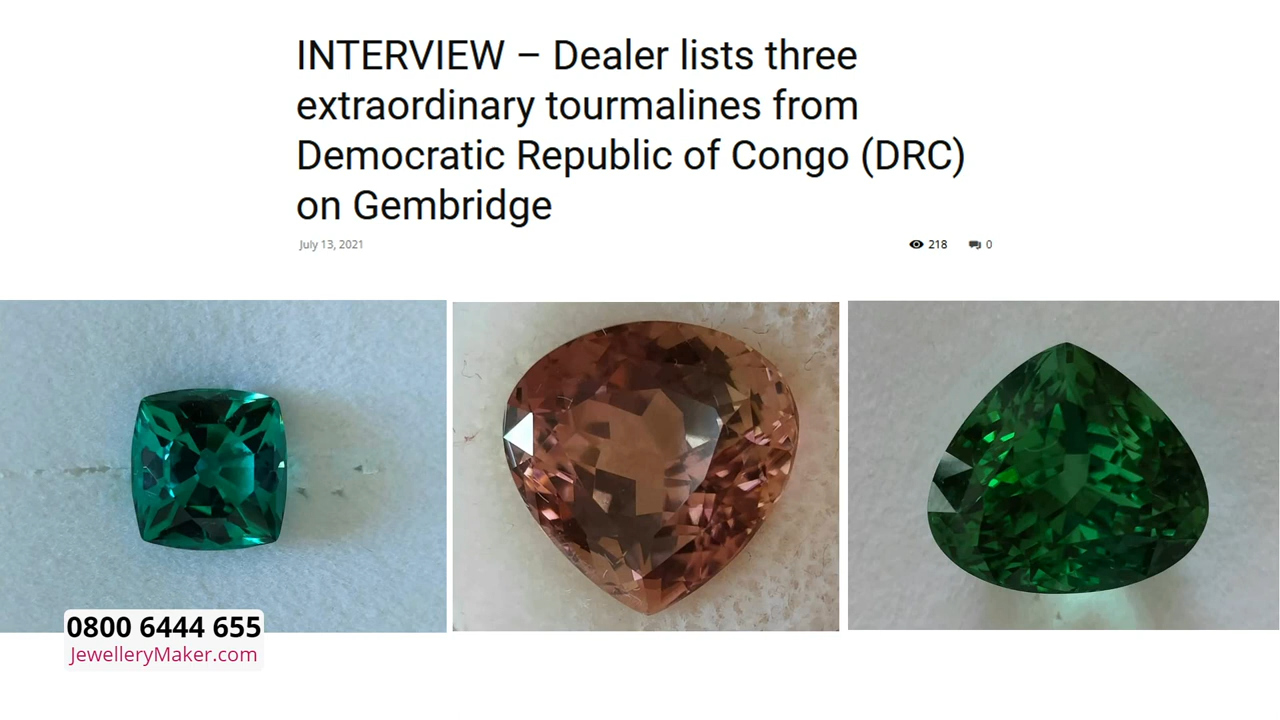 INTERVIEW – Dealer lists three
extraordinary tourmalines from
Democratic Republic of Congo (DRC)
on Gembridge
July 13, 2021
218
0
0800 6444 655
JewelleryMaker.com